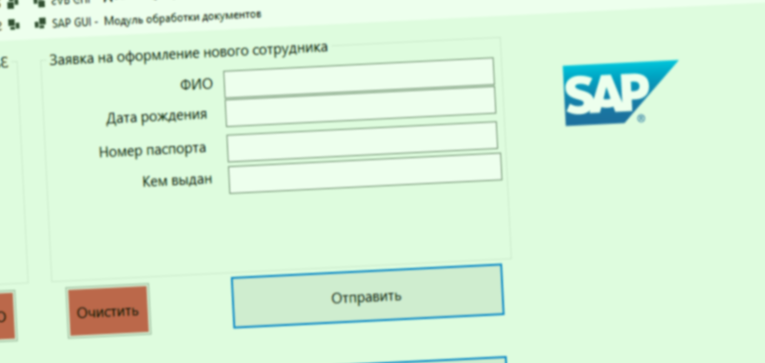 SAP GUI - Модуль обработки документов
Заявка на оформление нового сотрудника
ФИО
Дата рождения
Номер паспорта
Кем выдан
SAP®
Очистить
Отправить